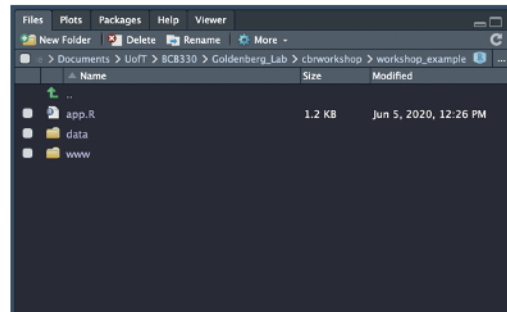 Files Plots Packages Help Viewer
New Folder Delete Rename More
> Documents > UofT > BCB330 > Goldenberg_Lab > cbrworkshop > workshop_example ...
Name Size Modified
..
app.R 1.2 KB Jun 5, 2020, 12:26 PM
data
www